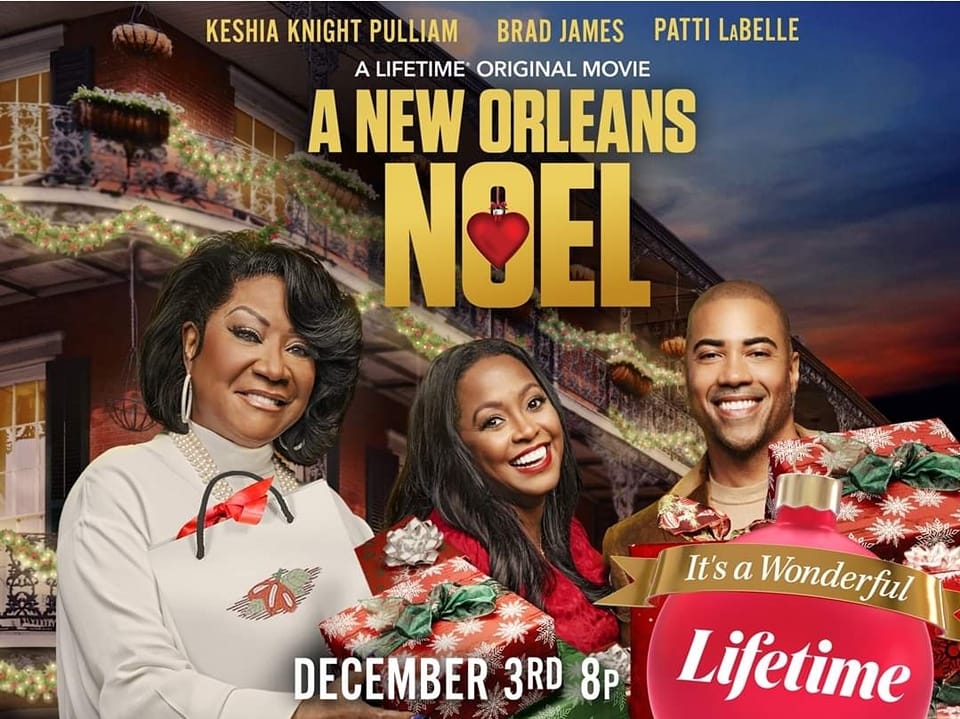 KESHIA KNIGHT PULLIAM BRAD JAMES PATTI LABELLE
A LIFETIME® ORIGINAL MOVIE
A NEW ORLEANS
NOEL
It's a Wonderful
Lifetime
DECEMBER 3RD 8P